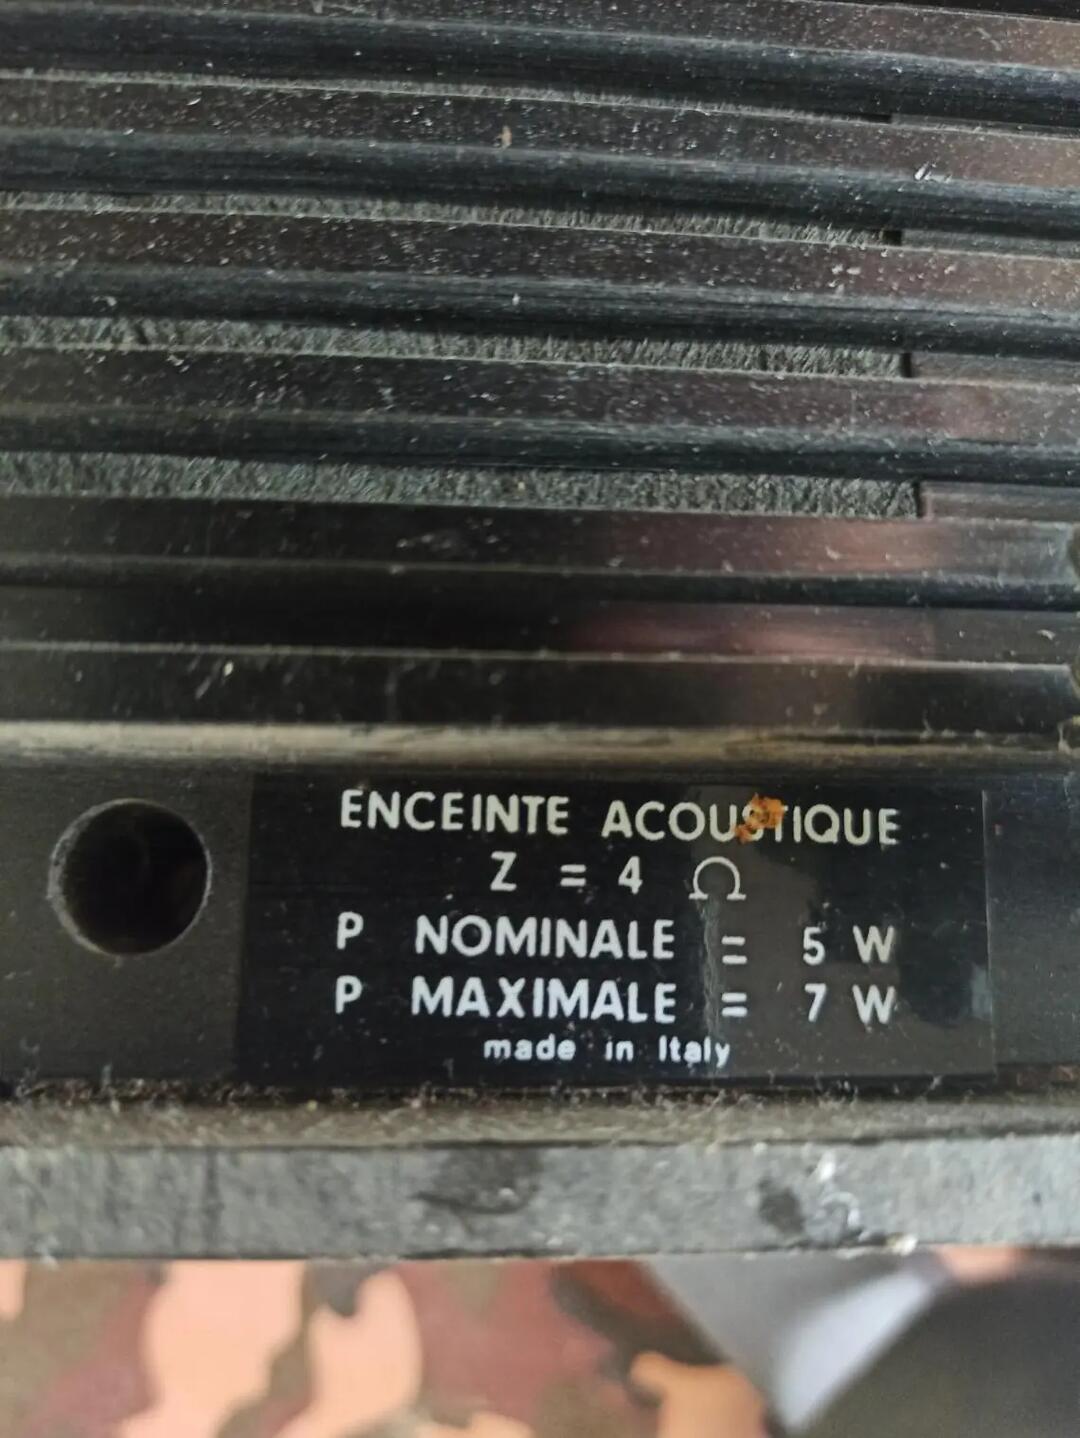 ENCEINTE ACOUSTIQUE
Z = 4 Ω
P NOMINALE = 5 W
P MAXIMALE = 7 W
made in Italy